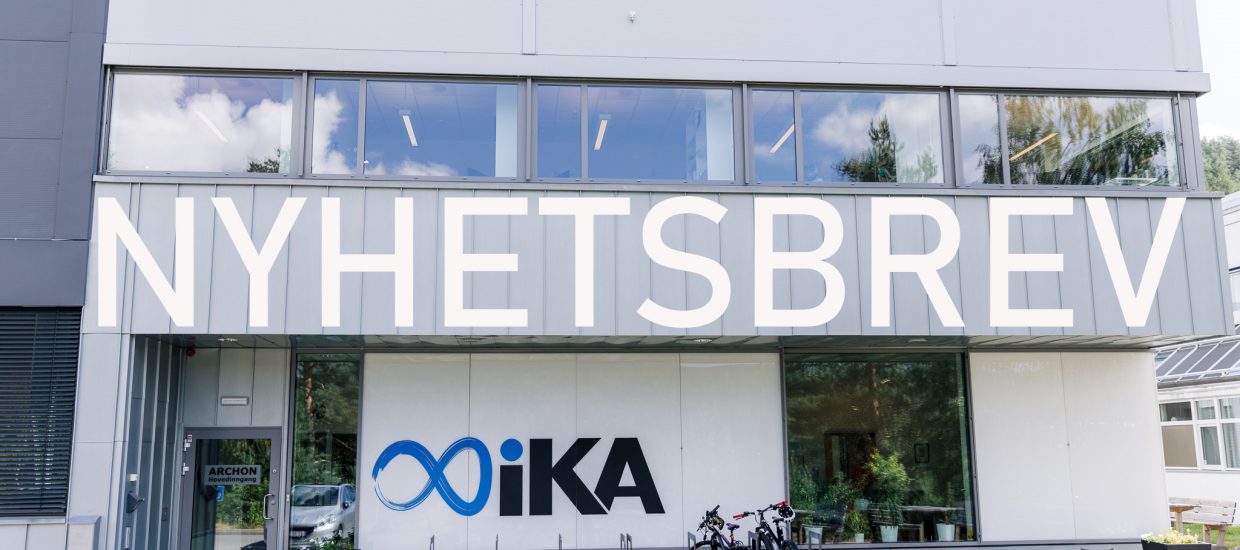 NYHETSBREV
iKA
ARCHON
Hovedinngang